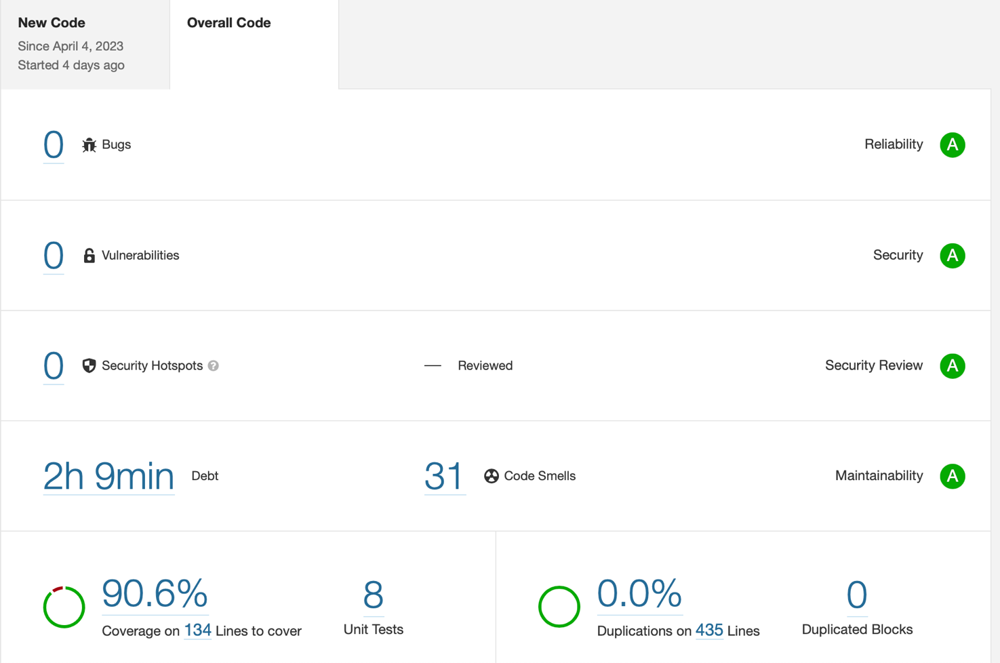 New Code
Since April 4, 2023
Started 4 days ago
Overall Code
0 Bugs
Reliability A
0 Vulnerabilities
Security A
0 Security Hotspots ?
— Reviewed
Security Review A
2h 9min Debt
31 Code Smells
Maintainability A
90.6%
Coverage on 134 Lines to cover
8
Unit Tests
0.0%
Duplications on 435 Lines
0
Duplicated Blocks